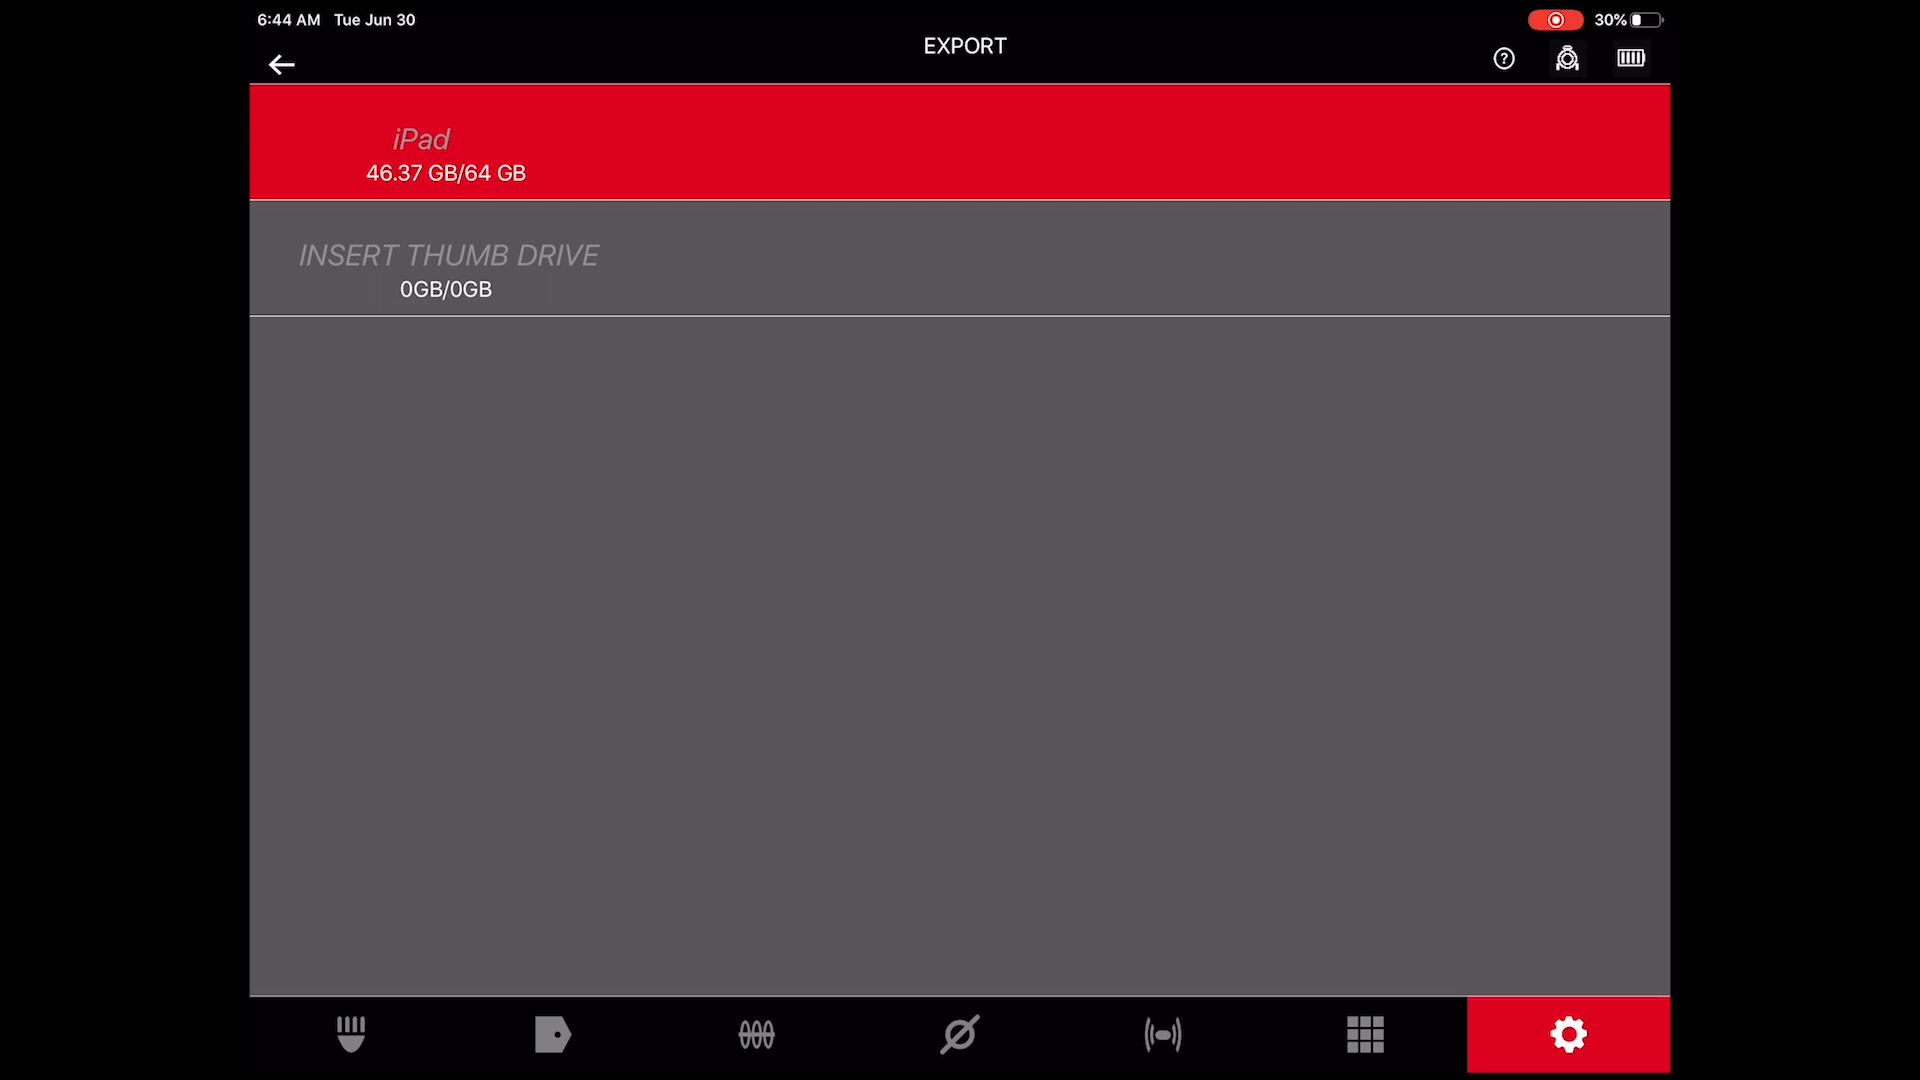 6:44 AM Tue Jun 30
30%
EXPORT
?
iPad
46.37 GB/64 GB
INSERT THUMB DRIVE
0GB/0GB